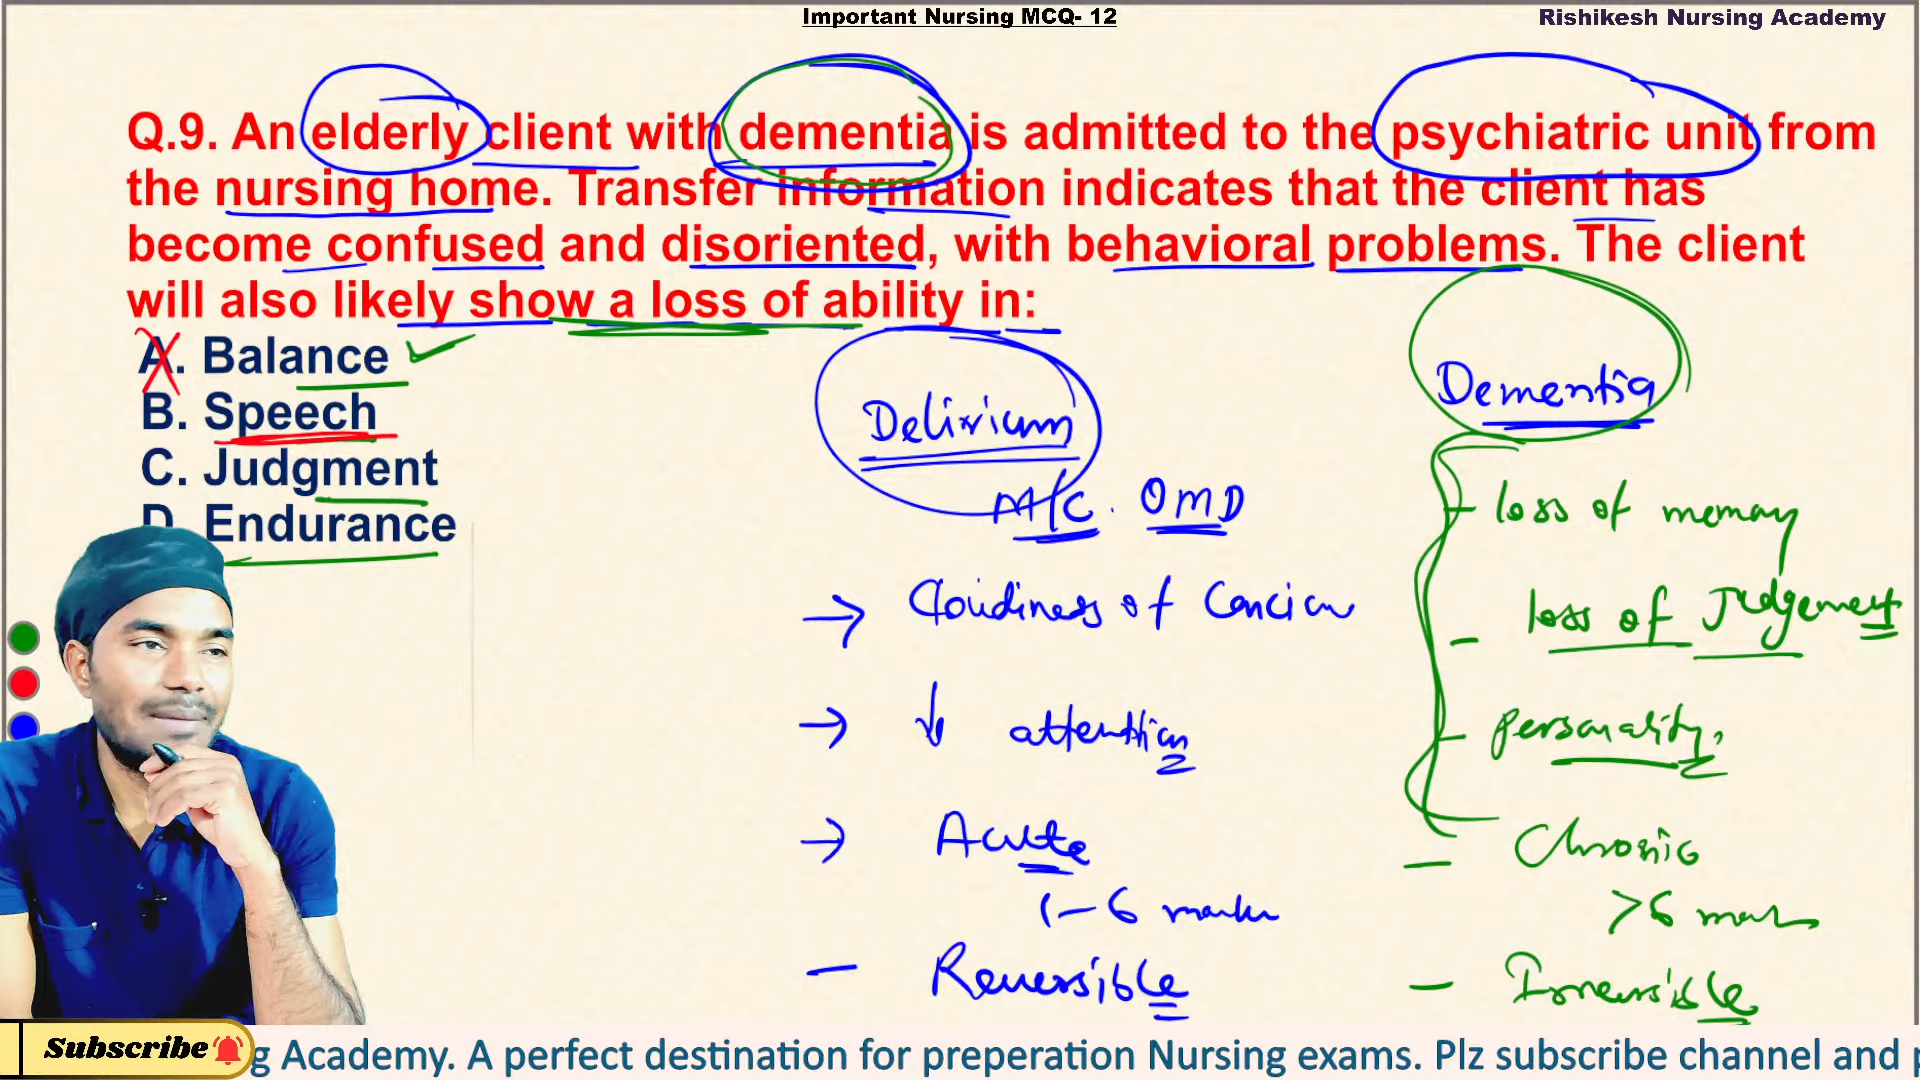 Important Nursing MCQ- 12
Rishikesh Nursing Academy
Q.9. An elderly client with dementia is admitted to the psychiatric unit from
the nursing home. Transfer information indicates that the client has
become confused and disoriented, with behavioral problems. The client
will also likely show a loss of ability in:
A. Balance
B. Speech
C. Judgment
D. Endurance
Delirium
M/C. OMD
→ Cloudiness of
→ ↓ attention
→ Acute
1-6
- Reversible
Dementia
- loss of memory
- loss of Judgement
- personality,
- Chronic
>6
- Irreversible
Subscribe
g Academy. A perfect destination for preperation Nursing exams. Plz subscribe channel and p